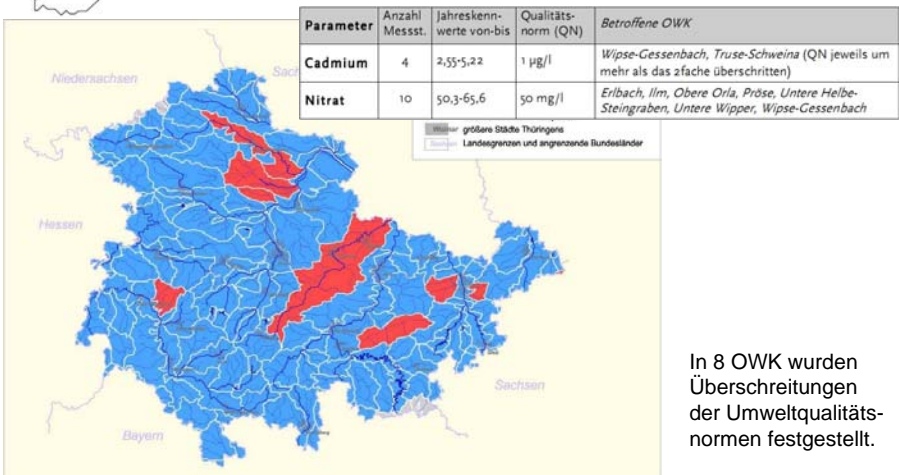 Parameter
Anzahl
Messst.
Jahreskenn-
werte von-bis
Qualitäts-
norm (QN)
Betroffene OWK
Cadmium
4
2,55-5,22
1 µg/l
Wipse-Gessenbach, Truse-Schweina (QN jeweils um
mehr als das 2fache überschritten)
Nitrat
10
50,3-65,6
50 mg/l
Erlbach, Ilm, Obere Orla, Pröse, Untere Helbe-
Steingraben, Untere Wipper, Wipse-Gessenbach
größere Städte Thüringens
Landesgrenzen und angrenzende Bundesländer
Niedersachsen
Hessen
Sachsen
Bayern
In 8 OWK wurden
Überschreitungen
der Umweltqualitäts-
normen festgestellt.